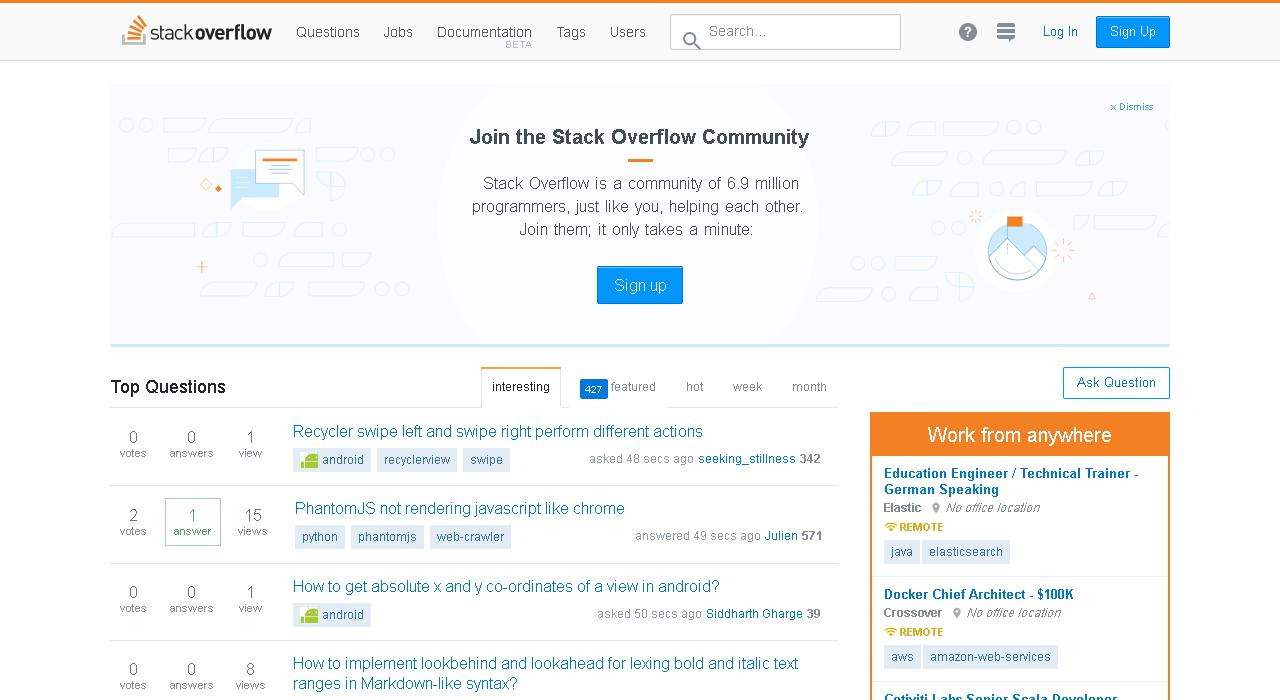 stackoverflow Questions Jobs Documentation BETA Tags Users Search... ? Log In Sign Up
x Dismiss
Join the Stack Overflow Community
Stack Overflow is a community of 6.9 million
programmers, just like you, helping each other.
Join them; it only takes a minute:
Sign up
Top Questions
interesting 427 featured hot week month
0 votes 0 answers 1 view
Recycler swipe left and swipe right perform different actions
android recyclerview swipe
asked 48 secs ago seeking_stillness 342
2 votes 1 answer 15 views
PhantomJS not rendering javascript like chrome
python phantomjs web-crawler
answered 49 secs ago Julien 571
0 votes 0 answers 1 view
How to get absolute x and y co-ordinates of a view in android?
android
asked 50 secs ago Siddharth Gharge 39
0 votes 0 answers 8 views
How to implement lookbehind and lookahead for lexing bold and italic text
ranges in Markdown-like syntax?
Ask Question
Work from anywhere
Education Engineer / Technical Trainer -
German Speaking
Elastic No office location
REMOTE
java elasticsearch
Docker Chief Architect - $100K
Crossover No office location
REMOTE
aws amazon-web-services
Cotiviti Labs Senior Scala Developer